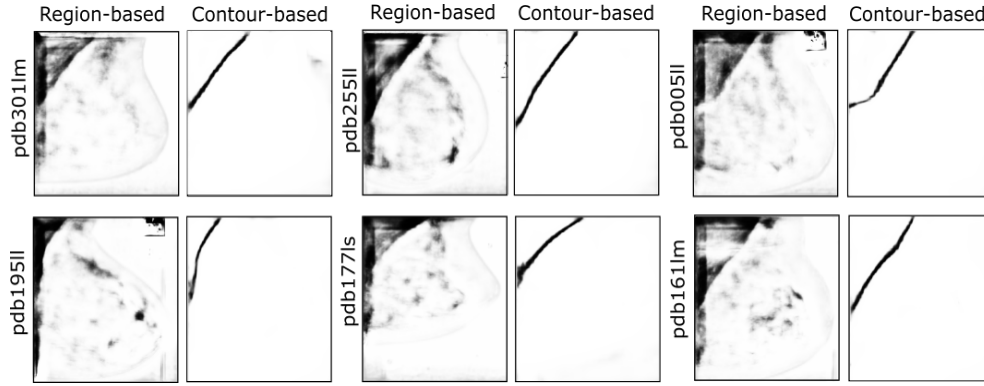 Region-based Contour-based Region-based Contour-based Region-based Contour-based
pdb301lm
pdb255ll
pdb005ll
pdb195ll
pdb177ls
pdb161lm